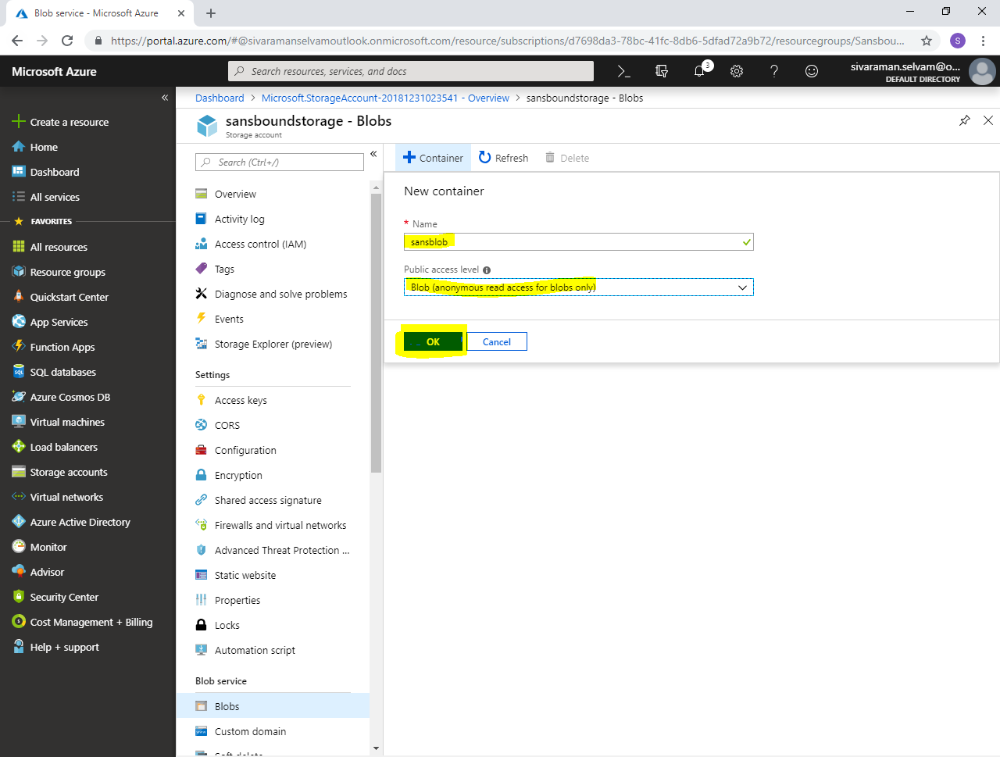 Blob service - Microsoft Azure
https://portal.azure.com/#@sivaramanselvamoutlook.onmicrosoft.com/resource/subscriptions/d7698da3-78bc-41fc-8db6-5dfad72a9b72/resourcegroups/Sansbou...
S
Microsoft Azure
Search resources, services, and docs
3
sivaraman.selvam@o...
DEFAULT DIRECTORY
Dashboard > Microsoft.StorageAccount-20181231023541 - Overview > sansboundstorage - Blobs
sansboundstorage - Blobs
Storage account
Create a resource
Home
Dashboard
All services
FAVORITES
All resources
Resource groups
Quickstart Center
App Services
Function Apps
SQL databases
Azure Cosmos DB
Virtual machines
Load balancers
Storage accounts
Virtual networks
Azure Active Directory
Monitor
Advisor
Security Center
Cost Management + Billing
Help + support
Search (Ctrl+/)
Overview
Activity log
Access control (IAM)
Tags
Diagnose and solve problems
Events
Storage Explorer (preview)
Settings
Access keys
CORS
Configuration
Encryption
Shared access signature
Firewalls and virtual networks
Advanced Threat Protection ...
Static website
Properties
Locks
Automation script
Blob service
Blobs
Custom domain
Soft delete
Container
Refresh
Delete
New container
* Name
sansblob
Public access level
Blob (anonymous read access for blobs only)
OK
Cancel